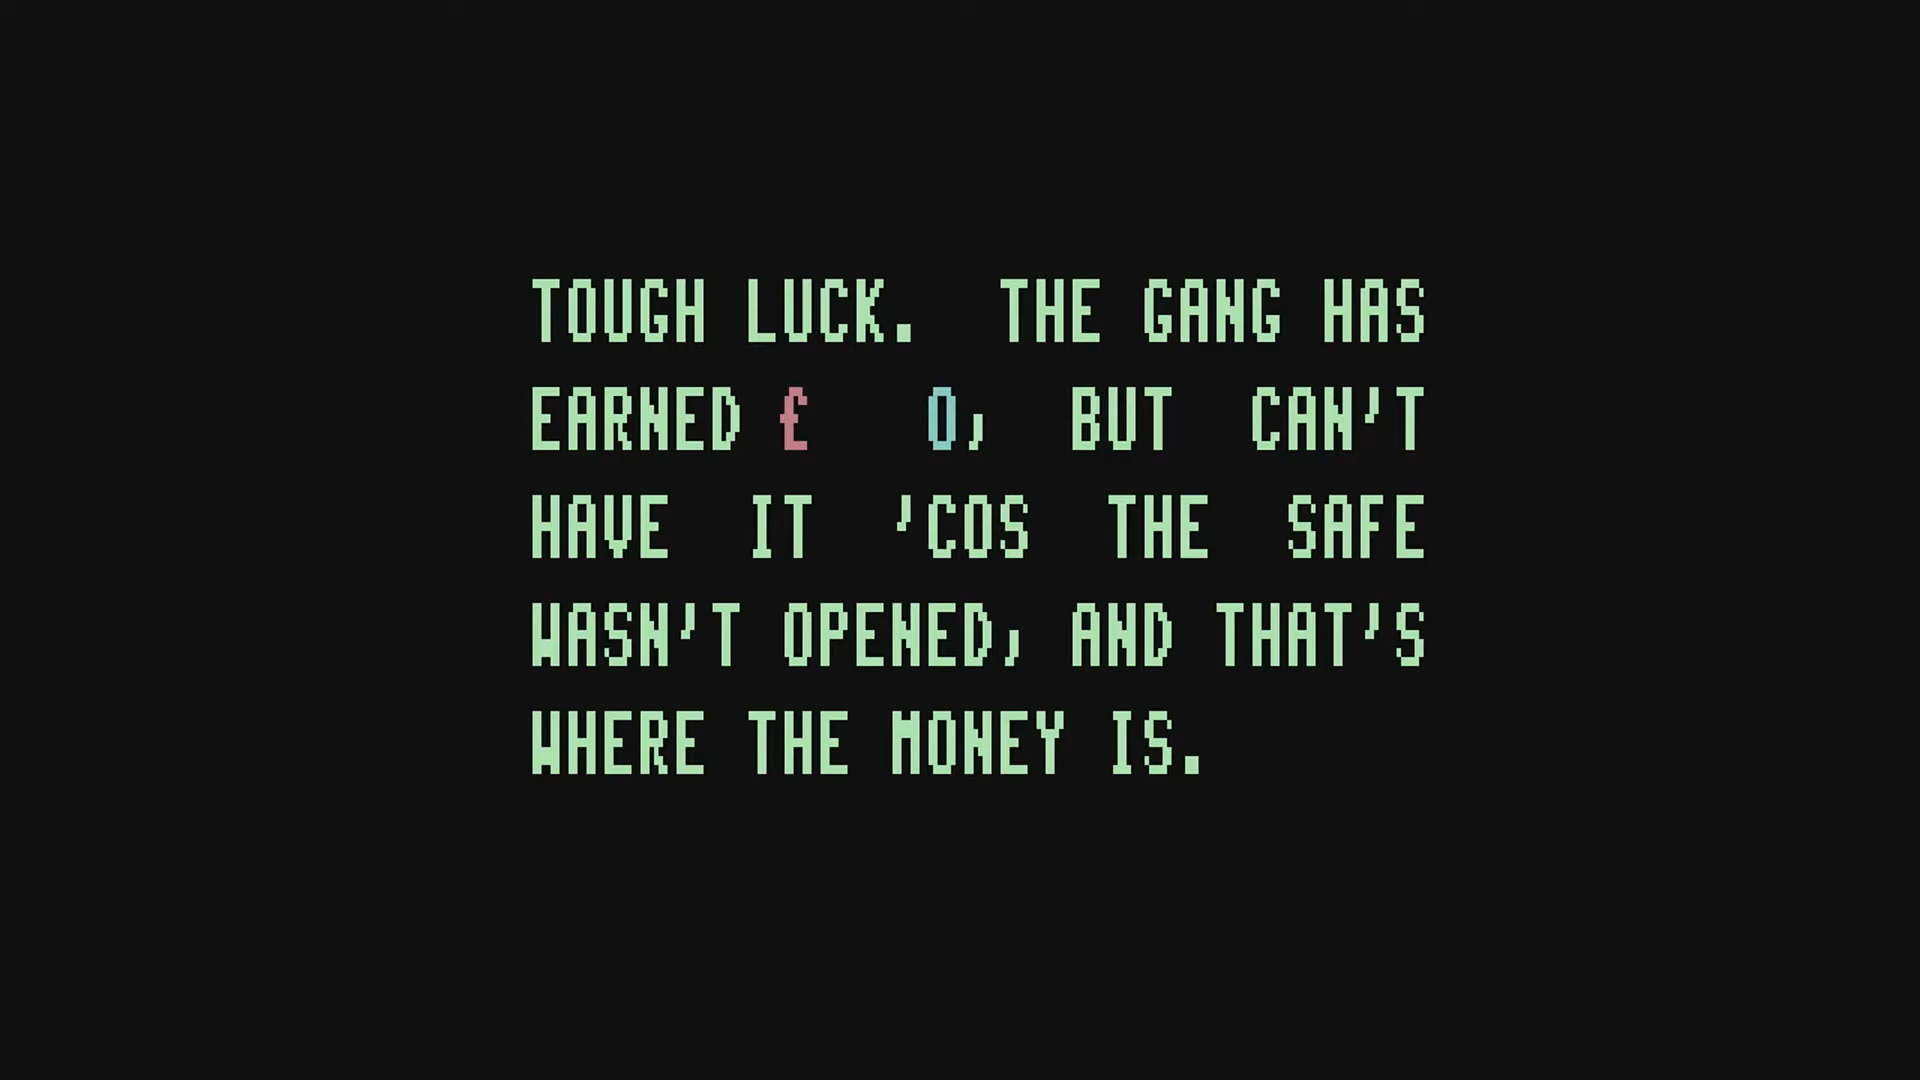 TOUGH LUCK.  THE GANG HAS
EARNED £   0,  BUT  CAN'T
HAVE  IT  'COS  THE  SAFE
WASN'T OPENED, AND THAT'S
WHERE THE MONEY IS.